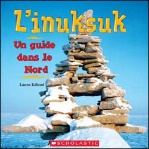 L'inuksuk
Un guide
dans le
Nord
SCHOLASTIC